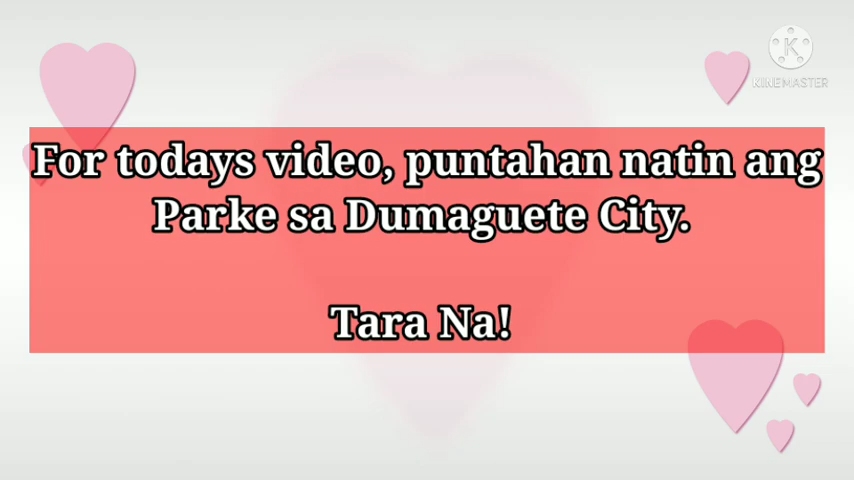 KINEMASTER
For todays video, puntahan natin ang
Parke sa Dumaguete City.
Tara Na!